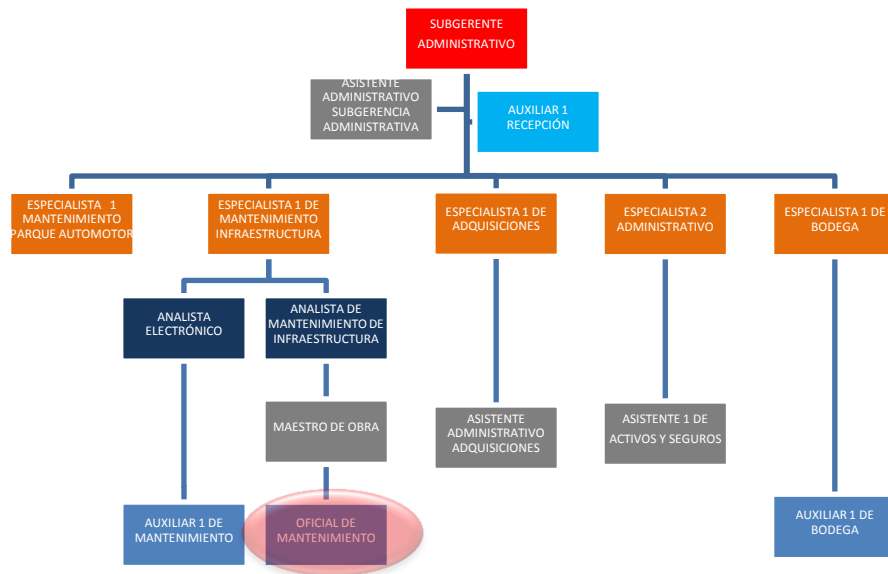 SUBGERENTE
ADMINISTRATIVO
ASISTENTE
ADMINISTRATIVO
SUBGERENCIA
ADMINISTRATIVA
AUXILIAR 1
RECEPCIÓN
ESPECIALISTA 1
MANTENIMIENTO
PARQUE AUTOMOTOR
ESPECIALISTA 1 DE
MANTENIMIENTO
INFRAESTRUCTURA
ESPECIALISTA 1 DE
ADQUISICIONES
ESPECIALISTA 2
ADMINISTRATIVO
ESPECIALISTA 1 DE
BODEGA
ANALISTA
ELECTRÓNICO
ANALISTA DE
MANTENIMIENTO DE
INFRAESTRUCTURA
MAESTRO DE OBRA
ASISTENTE
ADMINISTRATIVO
ADQUISICIONES
ASISTENTE 1 DE
ACTIVOS Y SEGUROS
AUXILIAR 1 DE
MANTENIMIENTO
OFICIAL DE
MANTENIMIENTO
AUXILIAR 1 DE
BODEGA